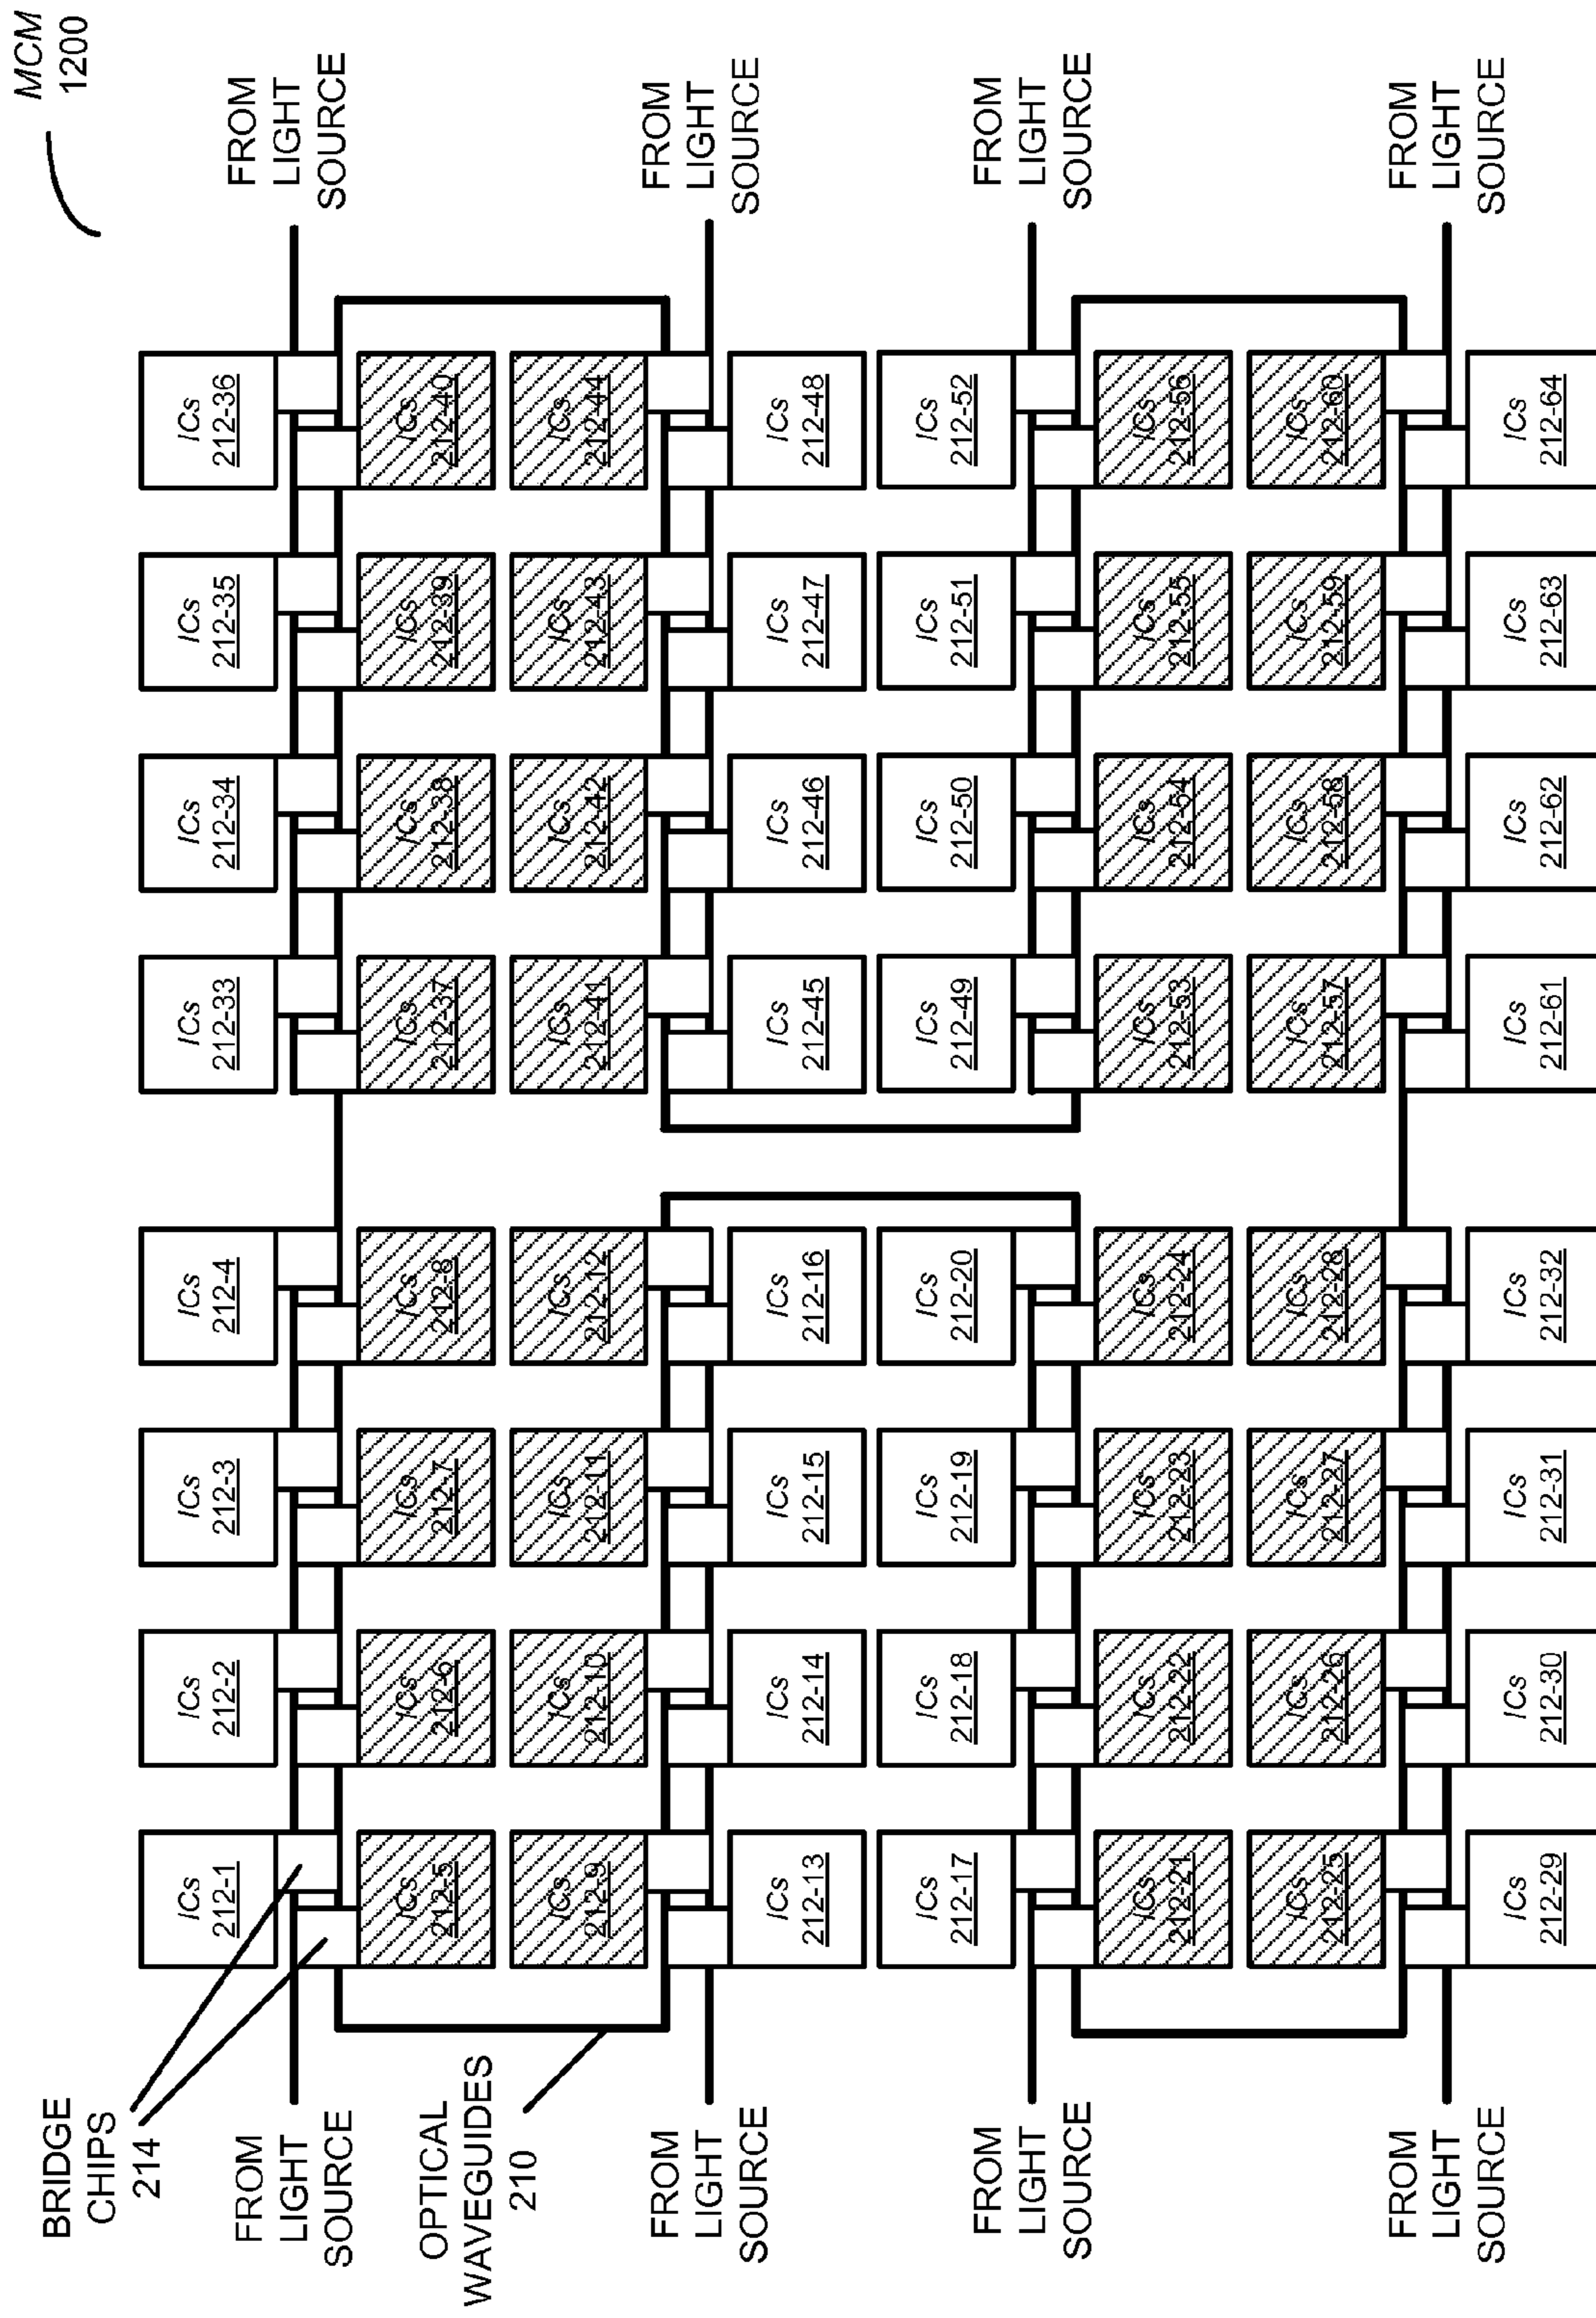 MCM
1200
BRIDGE
CHIPS
214
FROM
LIGHT
SOURCE
ICs
212-1
ICs
212-2
ICs
212-3
ICs
212-4
ICs
212-33
ICs
212-34
ICs
212-35
ICs
212-36
FROM
LIGHT
SOURCE
OPTICAL
WAVEGUIDES
210
ICs
212-5
ICs
212-6
ICs
212-7
ICs
212-8
ICs
212-37
ICs
212-38
ICs
212-39
ICs
212-40
ICs
212-9
ICs
212-10
ICs
212-11
ICs
212-12
ICs
212-41
ICs
212-42
ICs
212-43
ICs
212-44
FROM
LIGHT
SOURCE
FROM
LIGHT
SOURCE
ICs
212-13
ICs
212-14
ICs
212-15
ICs
212-16
ICs
212-45
ICs
212-46
ICs
212-47
ICs
212-48
ICs
212-17
ICs
212-18
ICs
212-19
ICs
212-20
ICs
212-49
ICs
212-50
ICs
212-51
ICs
212-52
FROM
LIGHT
SOURCE
FROM
LIGHT
SOURCE
ICs
212-21
ICs
212-22
ICs
212-23
ICs
212-24
ICs
212-53
ICs
212-54
ICs
212-55
ICs
212-56
ICs
212-25
ICs
212-26
ICs
212-27
ICs
212-28
ICs
212-57
ICs
212-58
ICs
212-59
ICs
212-60
FROM
LIGHT
SOURCE
FROM
LIGHT
SOURCE
ICs
212-29
ICs
212-30
ICs
212-31
ICs
212-32
ICs
212-61
ICs
212-62
ICs
212-63
ICs
212-64